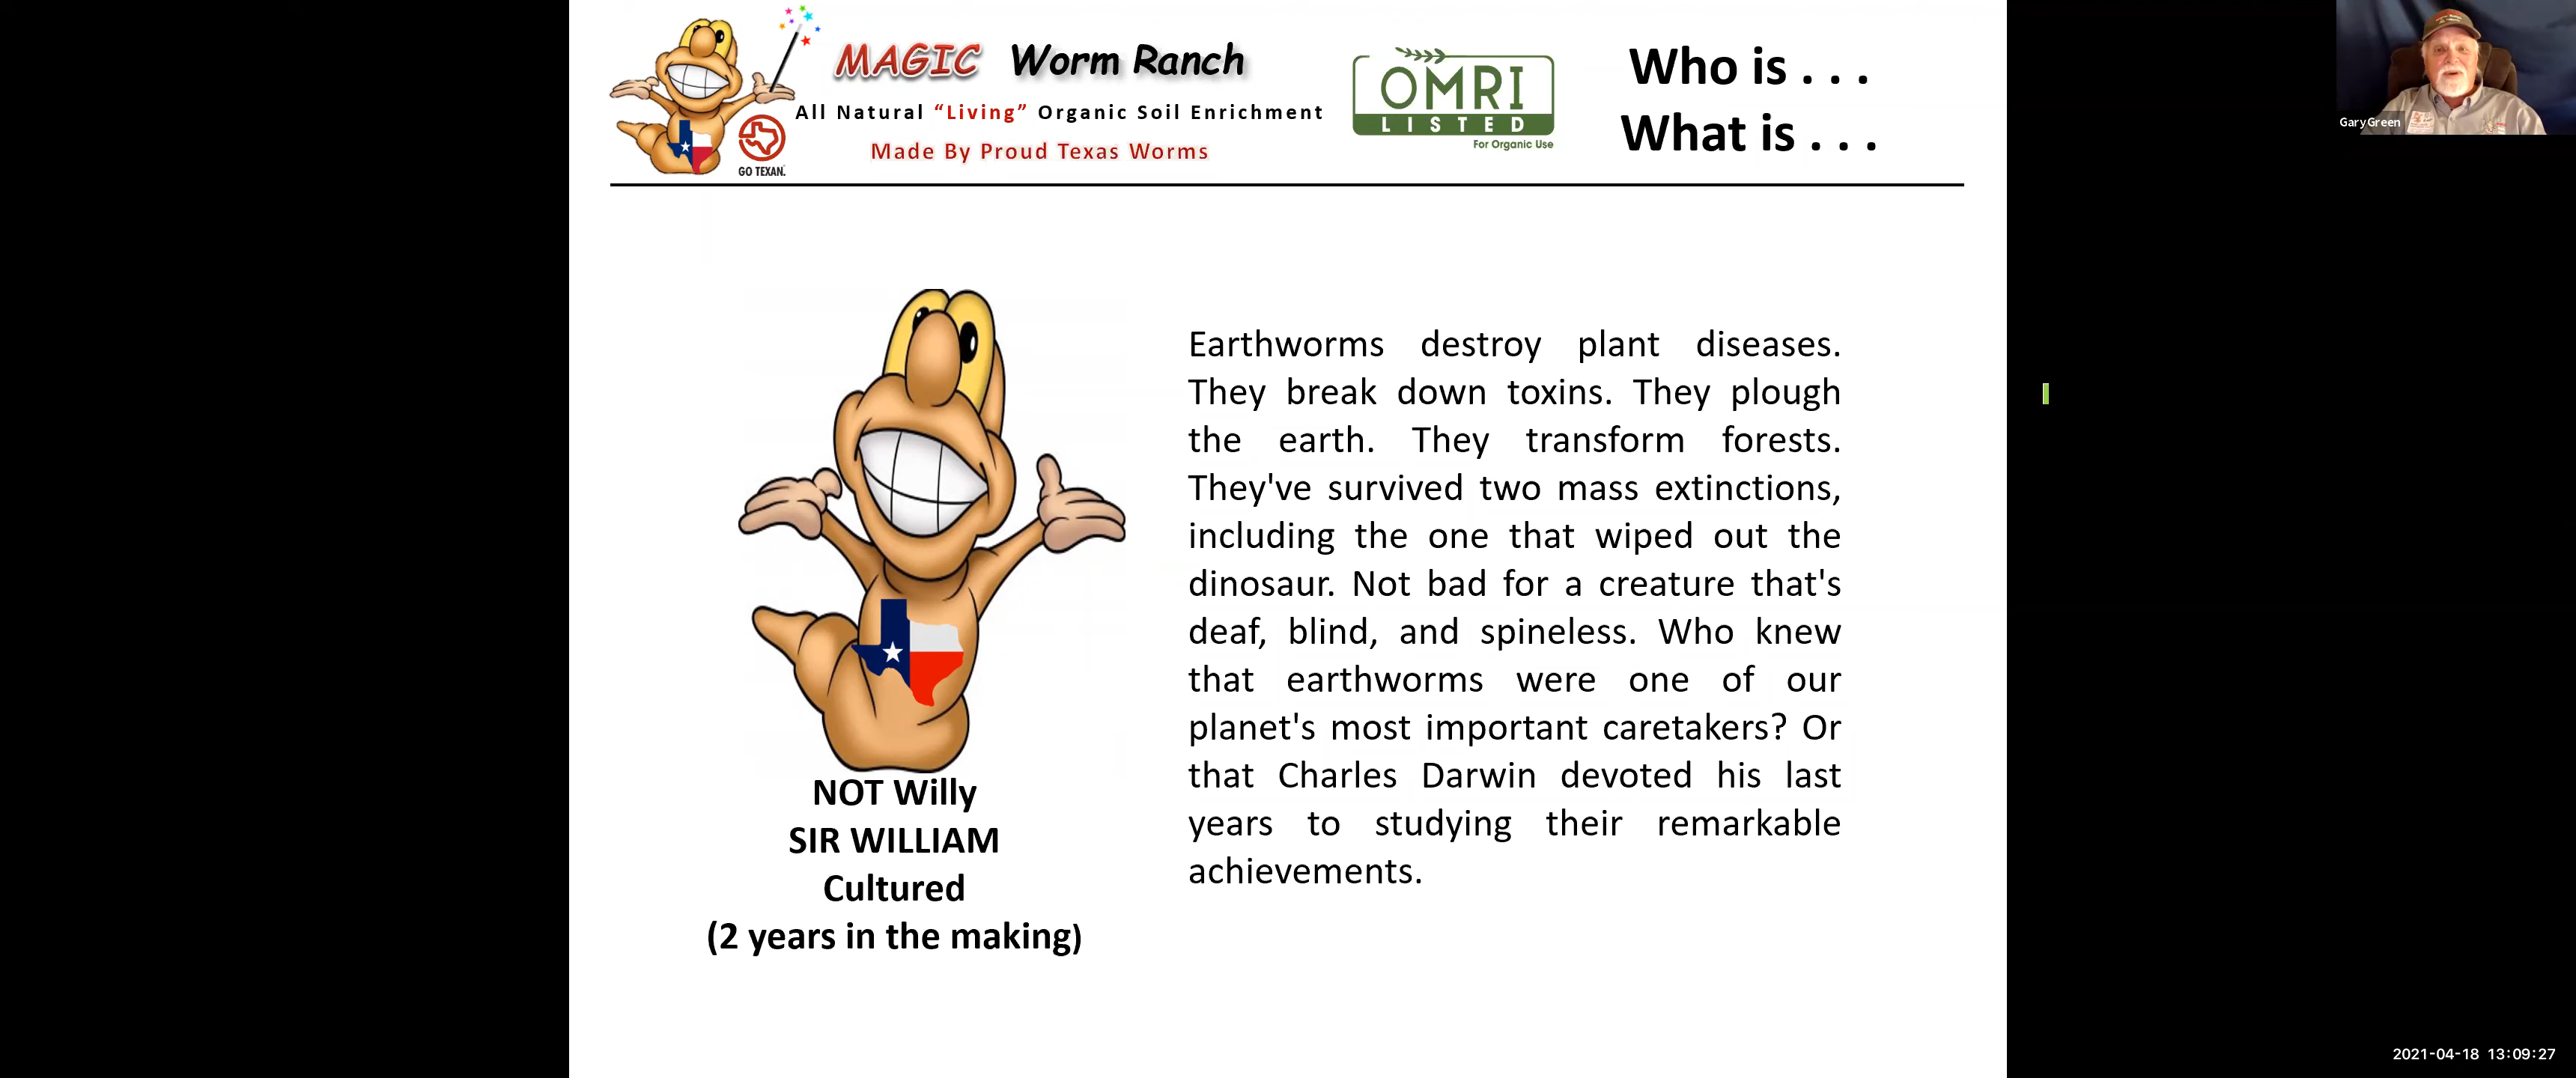 MAGIC Worm Ranch
All Natural “Living” Organic Soil Enrichment
Made By Proud Texas Worms
GO TEXAN.
OMRI
LISTED
For Organic Use
Who is . . .
What is . . .
Gary Green
Earthworms destroy plant diseases.
They break down toxins. They plough
the earth. They transform forests.
They've survived two mass extinctions,
including the one that wiped out the
dinosaur. Not bad for a creature that's
deaf, blind, and spineless. Who knew
that earthworms were one of our
planet's most important caretakers? Or
that Charles Darwin devoted his last
years to studying their remarkable
achievements.
NOT Willy
SIR WILLIAM
Cultured
(2 years in the making)
2021-04-18 13:09:27